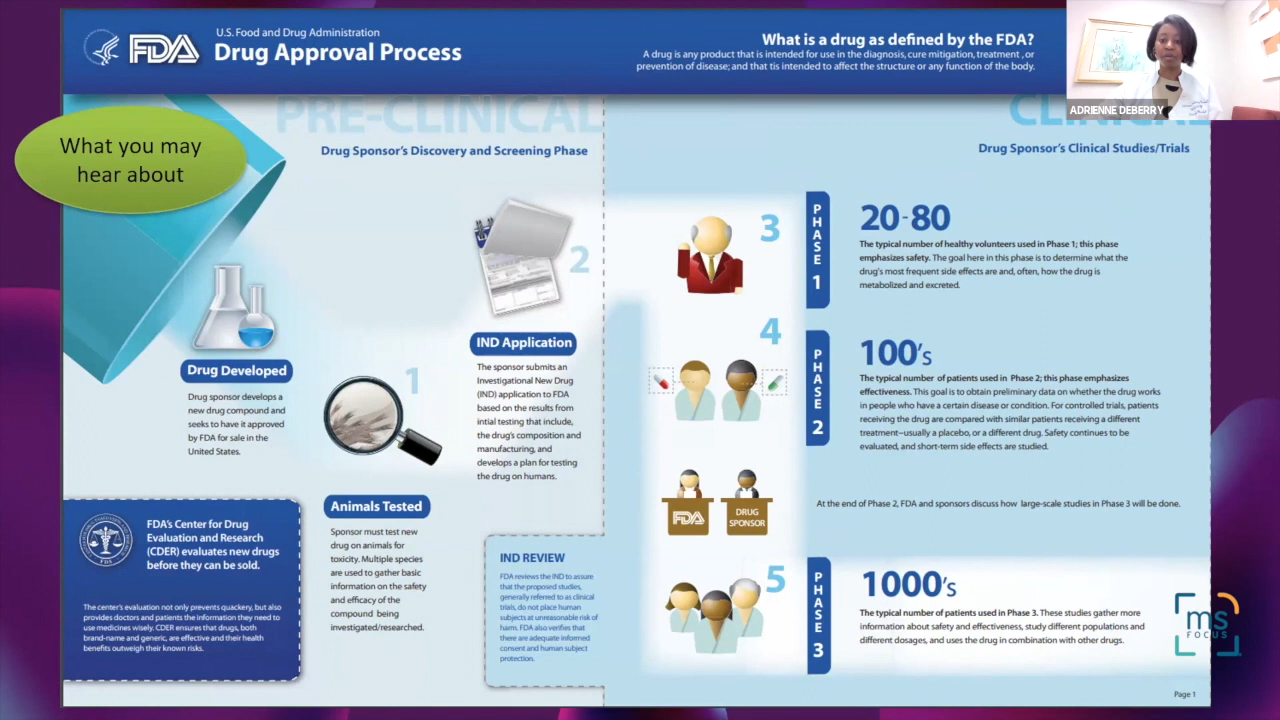 U.S. Food and Drug Administration
FDA
Drug Approval Process
What is a drug as defined by the FDA?
A drug is any product that is intended for use in the diagnosis, cure mitigation, treatment , or
prevention of disease; and that tis intended to affect the structure or any function of the body.
ADRIENNE DEBERRY
What you may
hear about
PRE-CLINICAL
Drug Sponsor's Discovery and Screening Phase
Drug Developed
Drug sponsor develops a
new drug compound and
seeks to have it approved
by FDA for sale in the
United States.
1
Animals Tested
Sponsor must test new
drug on animals for
toxicity. Multiple species
are used to gather basic
information on the safety
and efficacy of the
compound being
investigated/researched.
2
IND Application
The sponsor submits an
Investigational New Drug
(IND) application to FDA
based on the results from
intial testing that include,
the drug's composition and
manufacturing, and
develops a plan for testing
the drug on humans.
FDA's Center for Drug
Evaluation and Research
(CDER) evaluates new drugs
before they can be sold.
The center's evaluation not only prevents quackery, but also
provides doctors and patients the information they need to
use medicines wisely. CDER ensures that drugs, both
brand-name and generic, are effective and their health
benefits outweigh their known risks.
FDA
IND REVIEW
FDA reviews the IND to assure
that the proposed studies,
generally referred to as clinical
trials, do not place human
subjects at unreasonable risk of
harm. FDA also verifies that
there are adequate informed
consent and human subject
protection.
CLINICAL
Drug Sponsor's Clinical Studies/Trials
3
PHASE 1
20-80
The typical number of healthy volunteers used in Phase 1; this phase
emphasizes safety. The goal here in this phase is to determine what the
drug's most frequent side effects are and, often, how the drug is
metabolized and excreted.
4
PHASE 2
100's
The typical number of patients used in Phase 2; this phase emphasizes
effectiveness. This goal is to obtain preliminary data on whether the drug works
in people who have a certain disease or condition. For controlled trials, patients
receiving the drug are compared with similar patients receiving a different
treatment--usually a placebo, or a different drug. Safety continues to be
evaluated, and short-term side effects are studied.
FDA
DRUG
SPONSOR
At the end of Phase 2, FDA and sponsors discuss how large-scale studies in Phase 3 will be done.
5
PHASE 3
1000's
The typical number of patients used in Phase 3. These studies gather more
information about safety and effectiveness, study different populations and
different dosages, and uses the drug in combination with other drugs.
ms
FOCUS
Page 1